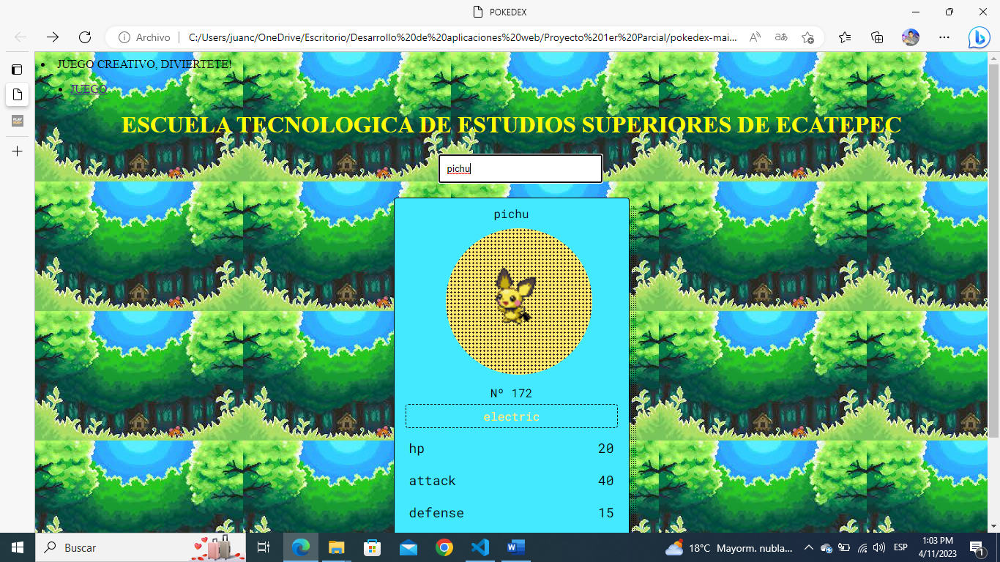 POKEDEX
Archivo
C:/Users/juanc/OneDrive/Escritorio/Desarrollo%20de%20aplicaciones%20web/Proyecto%201er%20Parcial/pokedex-mai...
JUEGO CREATIVO, DIVIERTETE!
JUEGO
ESCUELA TECNOLOGICA DE ESTUDIOS SUPERIORES DE ECATEPEC
pichu
pichu
Nº 172
electric
hp 20
attack 40
defense 15
Buscar
18°C Mayorm. nubla...
ESP
1:03 PM
4/11/2023
1